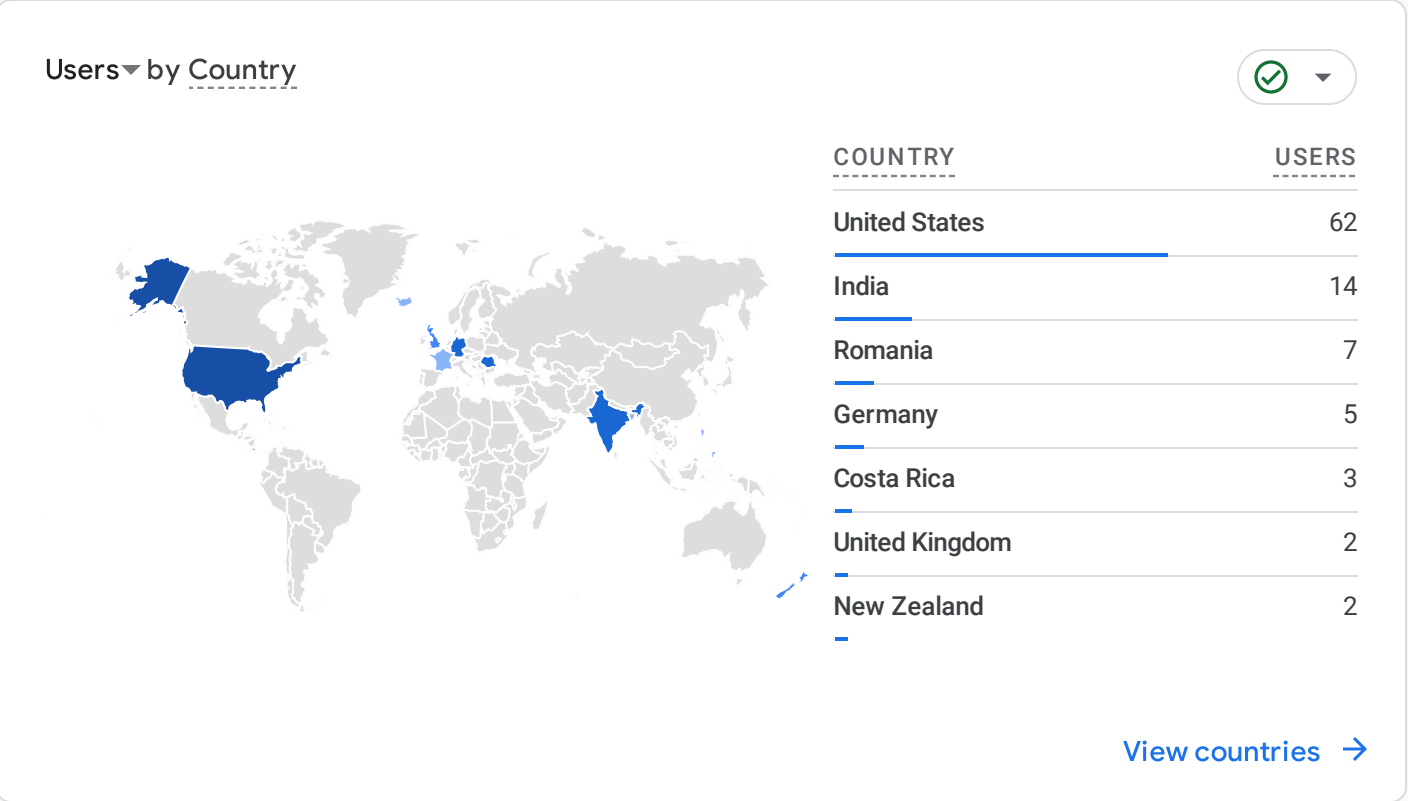 Users by Country
COUNTRY USERS
United States 62
India 14
Romania 7
Germany 5
Costa Rica 3
United Kingdom 2
New Zealand 2
View countries